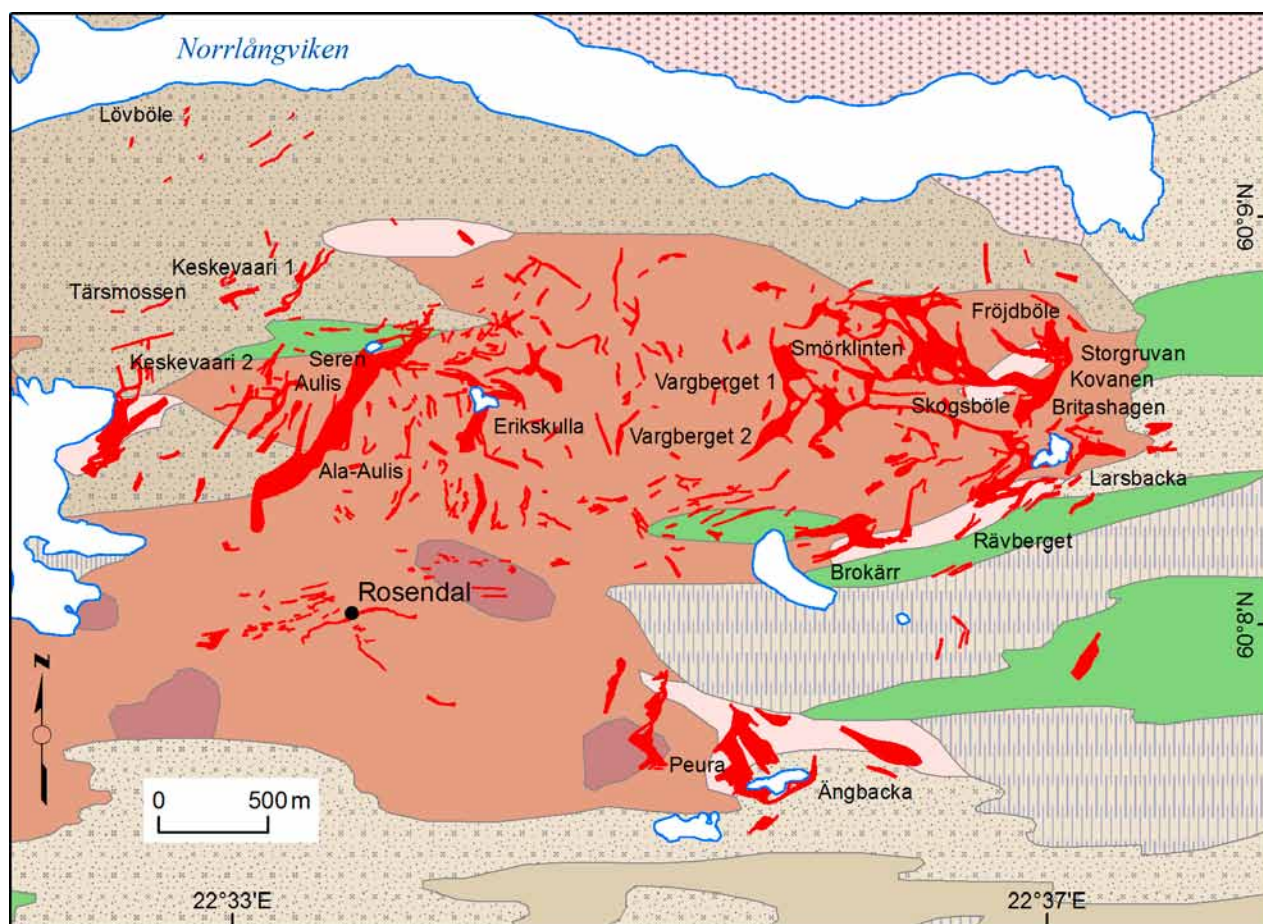 Norrlångviken
Lövböle
60°9'N
Keskevaari 1
Tärsmossen
Fröjdböle
Keskevaari 2
Seren
Aulis
Smörklinten
Storgruvan
Vargberget 1
Kovanen
Skogsböle
Britashagen
Erikskulla
Vargberget 2
Ala-Aulis
Larsbacka
Rävberget
Brokärr
Rosendal
60°8'N
N
Peura
Ängbacka
0 500 m
22°33'E
22°37'E